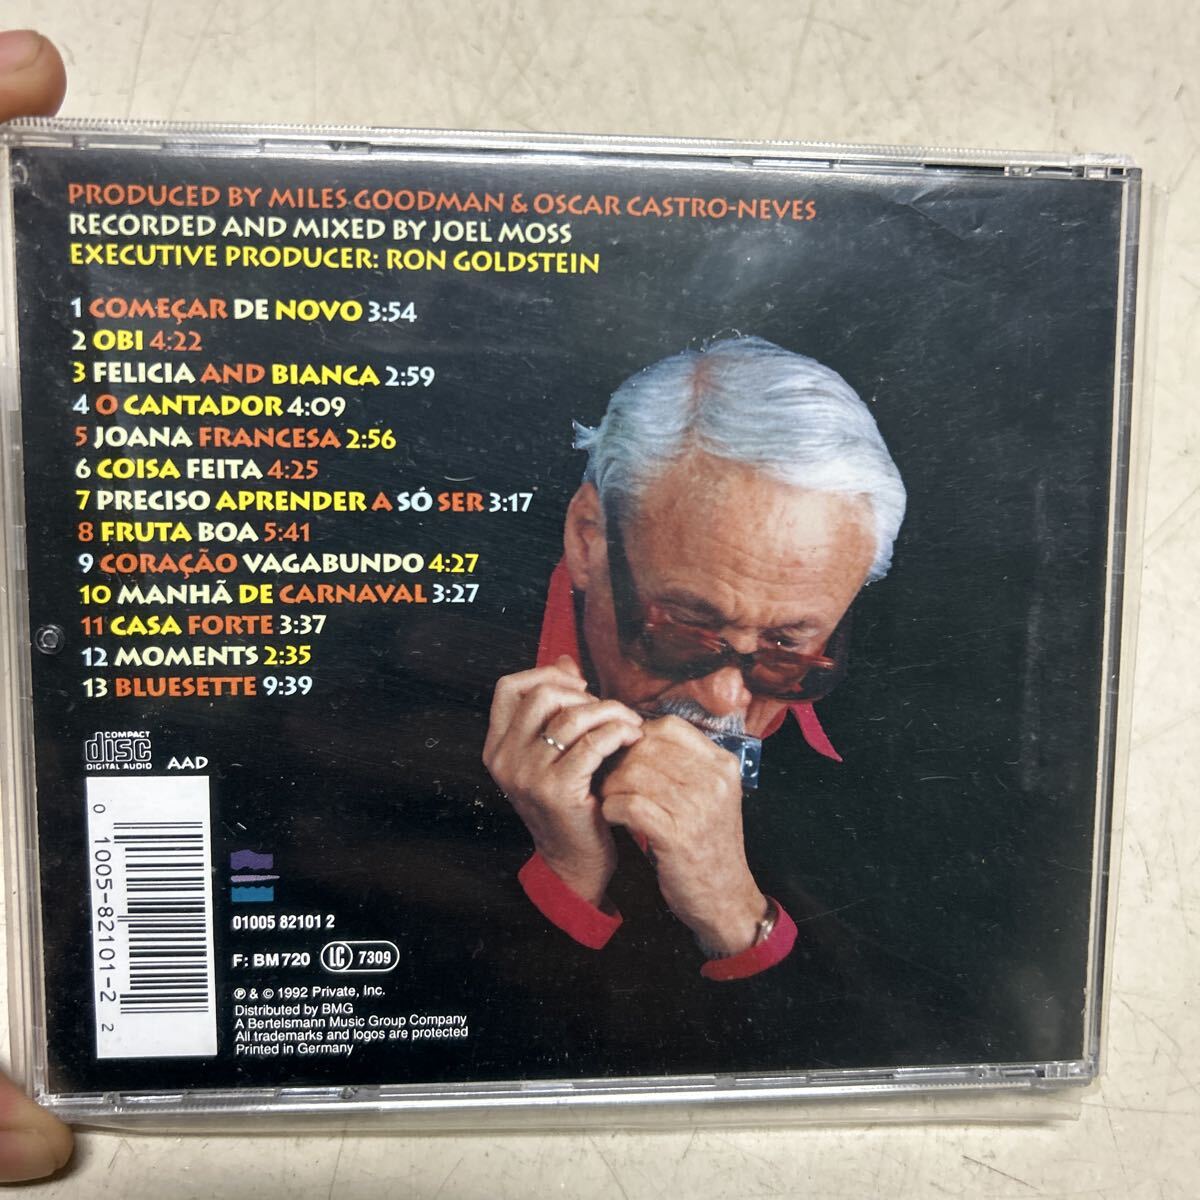 PRODUCED BY MILES GOODMAN & OSCAR CASTRO-NEVES
RECORDED AND MIXED BY JOEL MOSS
EXECUTIVE PRODUCER: RON GOLDSTEIN
1 COMEÇAR DE NOVO 3:54
2 OBI 4:22
3 FELICIA AND BIANCA 2:59
4 O CANTADOR 4:09
5 JOANA FRANCESA 2:56
6 COISA FEITA 4:25
7 PRECISO APRENDER A SÓ SER 3:17
8 FRUTA BOA 5:41
9 CORAÇÃO VAGABUNDO 4:27
10 MANHÃ DE CARNAVAL 3:27
11 CASA FORTE 3:37
12 MOMENTS 2:35
13 BLUESETTE 9:39
COMPACT
disc
DIGITAL AUDIO
AAD
0 10005-82101-2 2
01005 82101 2
F: BM 720 LC 7309
℗ & © 1992 Private, Inc.
Distributed by BMG
A Bertelsmann Music Group Company
All trademarks and logos are protected
Printed in Germany